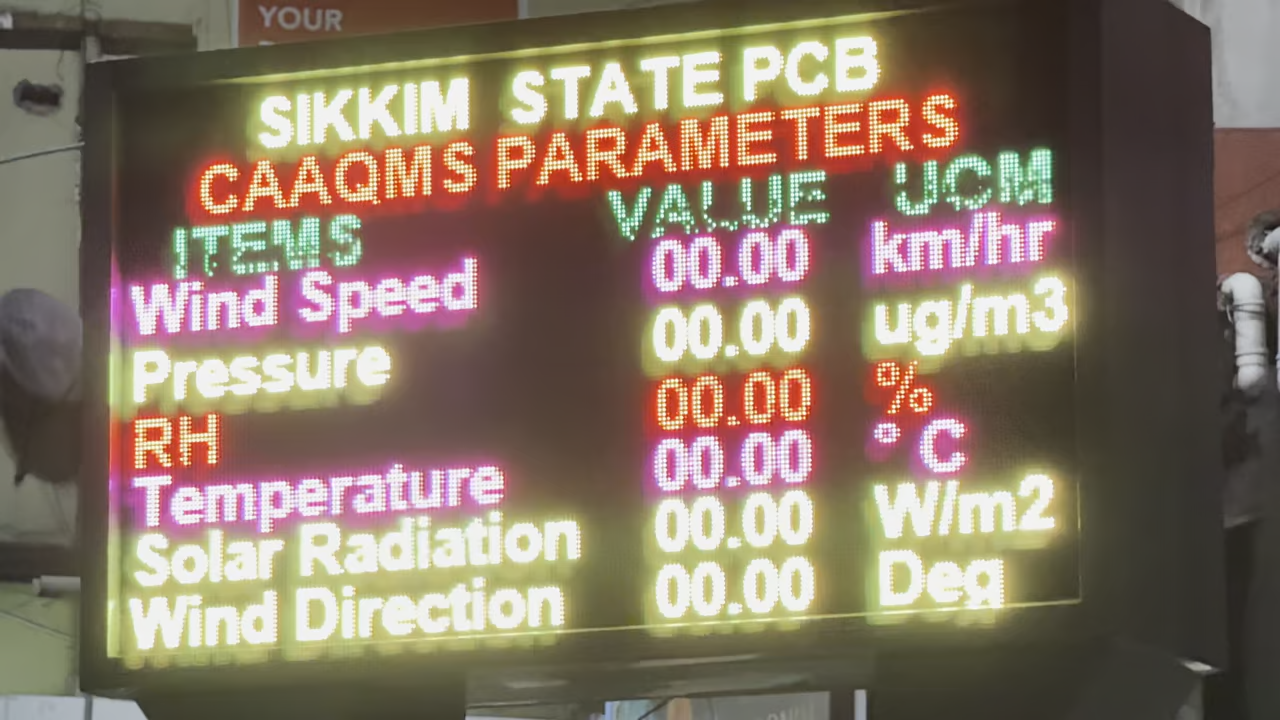 YOUR
SIKKIM STATE PCB
CAAQMS PARAMETERS
ITEMS VALUE UCM
Wind Speed 00.00 km/hr
Pressure 00.00 ug/m3
RH 00.00 %
Temperature 00.00 ° C
Solar Radiation 00.00 W/m2
Wind Direction 00.00 Deg